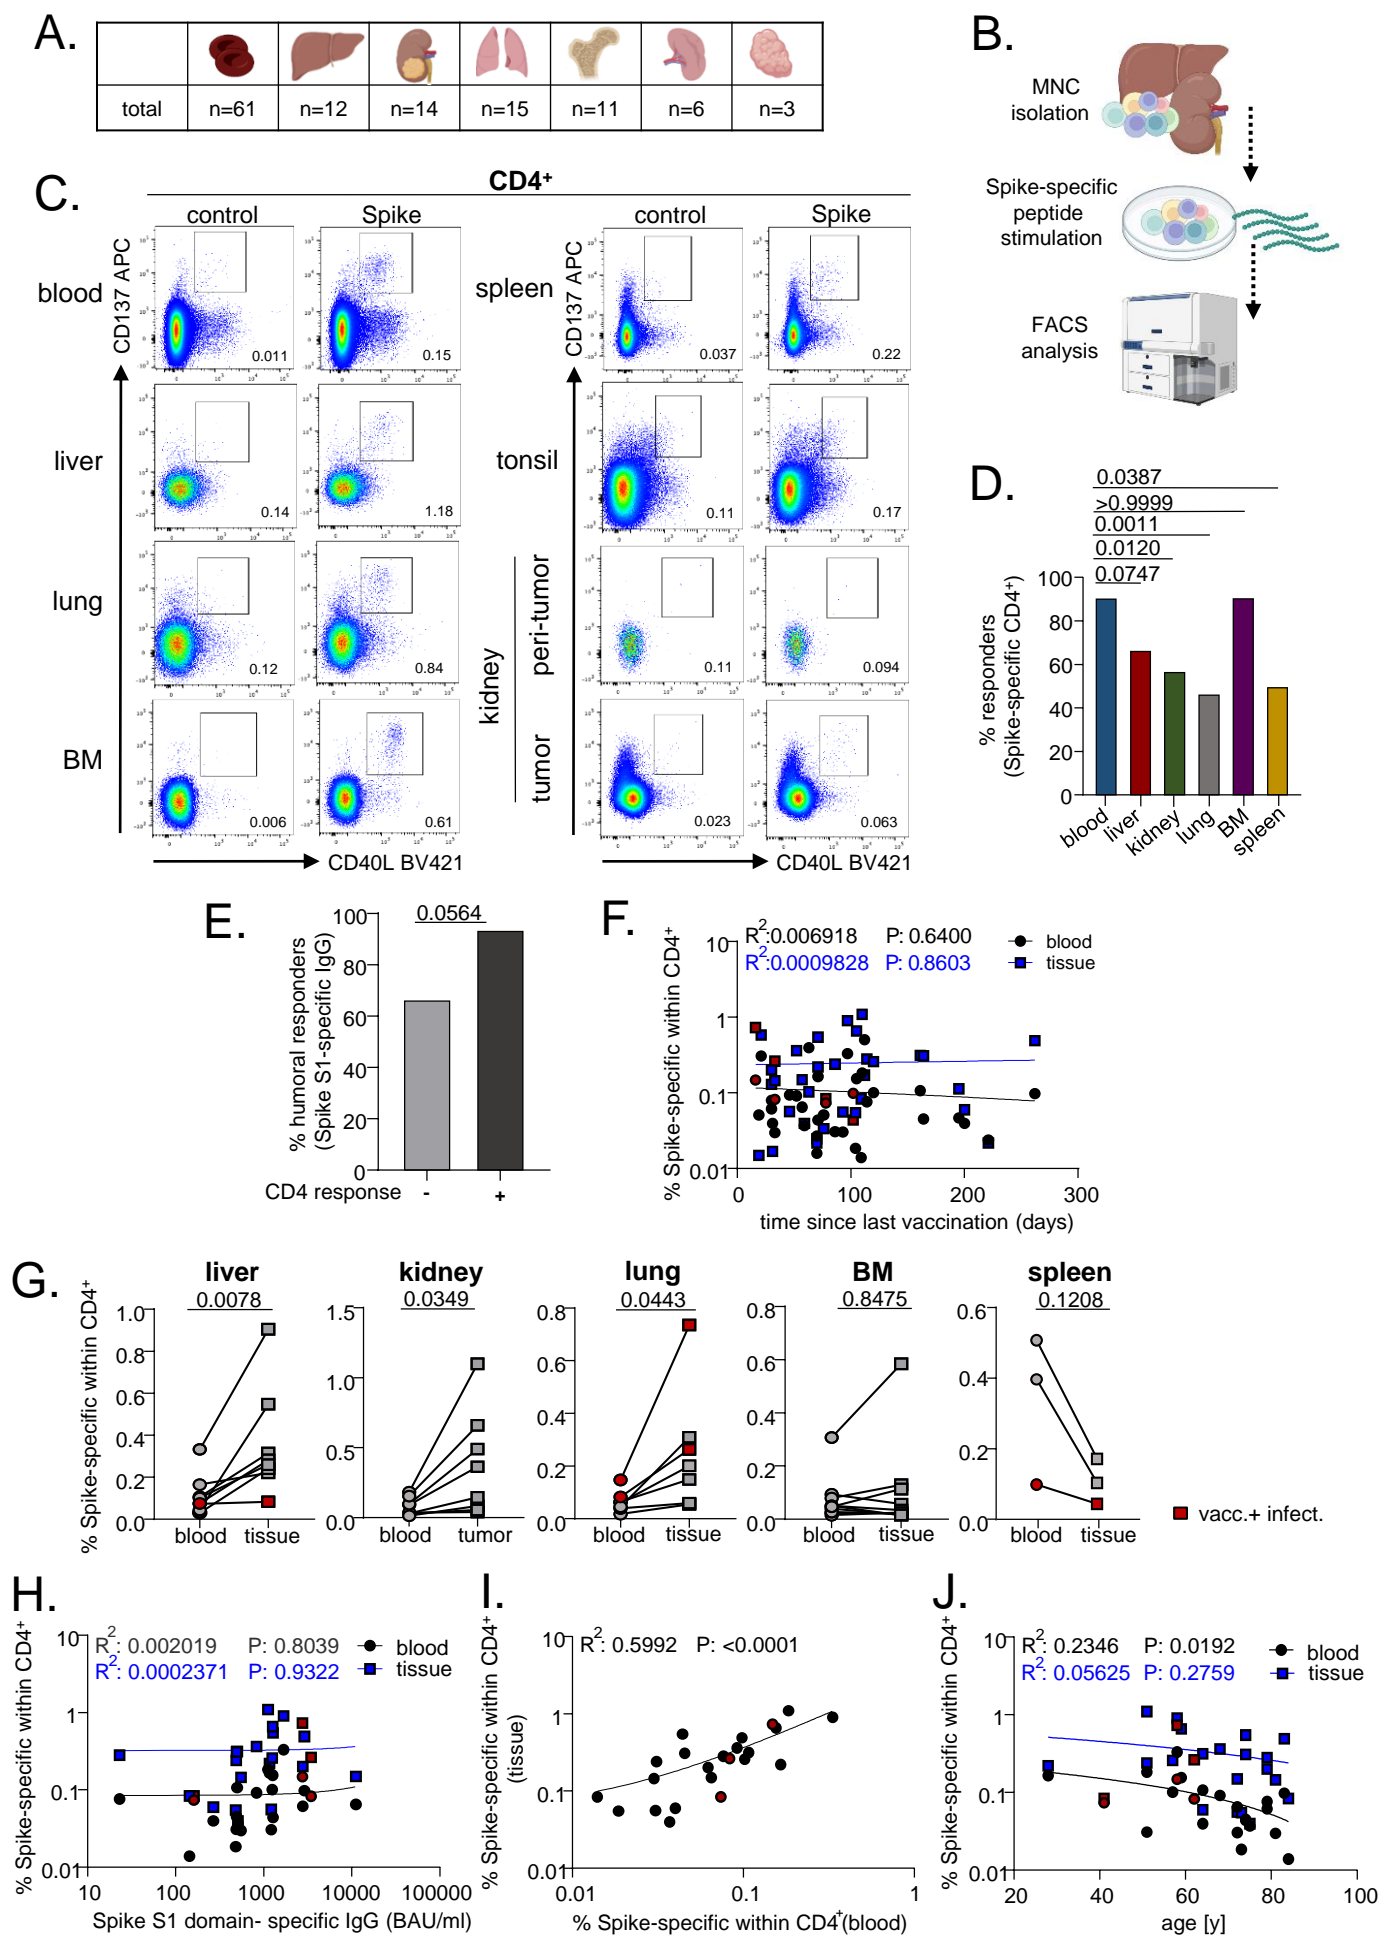 A.
total n=61 n=12 n=14 n=15 n=11 n=6 n=3
B.
MNC
isolation
Spike-specific
peptide
stimulation
FACS
analysis
C.
CD4+
control Spike control Spike
CD137 APC
CD137 APC
blood
0.011
0.15
spleen
0.037
0.22
liver
0.14
1.18
tonsil
0.11
0.17
lung
0.12
0.84
kidney
peri-tumor
0.11
0.094
BM
0.006
0.61
tumor
0.023
0.063
CD40L BV421
CD40L BV421
D.
0.0387
>0.9999
0.0011
0.0120
0.0747
% responders
(Spike-specific CD4+)
100
80
60
40
20
0
blood
liver
kidney
lung
BM
spleen
E.
0.0564
% humoral responders
(Spike S1-specific IgG)
100
80
60
40
20
0
CD4 response - +
F.
% Spike-specific within CD4+
R2:0.006918 P: 0.6400
R2:0.0009828 P: 0.8603
blood
tissue
10
1
0.1
0.01
0 100 200 300
time since last vaccination (days)
G.
% Spike-specific within CD4+
liver
0.0078
1.0
0.8
0.6
0.4
0.2
0.0
blood tissue
kidney
0.0349
1.5
1.0
0.5
0.0
blood tumor
lung
0.0443
0.8
0.6
0.4
0.2
0.0
blood tissue
BM
0.8475
0.8
0.6
0.4
0.2
0.0
blood tissue
spleen
0.1208
0.6
0.4
0.2
0.0
blood tissue
vacc.+ infect.
H.
% Spike-specific within CD4+
R2: 0.002019 P: 0.8039
R2: 0.0002371 P: 0.9322
blood
tissue
10
1
0.1
0.01
10 100 1000 10000 100000
Spike S1 domain- specific IgG (BAU/ml)
I.
% Spike-specific within CD4+
(tissue)
R2: 0.5992 P: <0.0001
10
1
0.1
0.01
0.01 0.1 1
% Spike-specific within CD4+(blood)
J.
% Spike-specific within CD4+
R2: 0.2346 P: 0.0192
R2: 0.05625 P: 0.2759
blood
tissue
10
1
0.1
0.01
20 40 60 80 100
age [y]